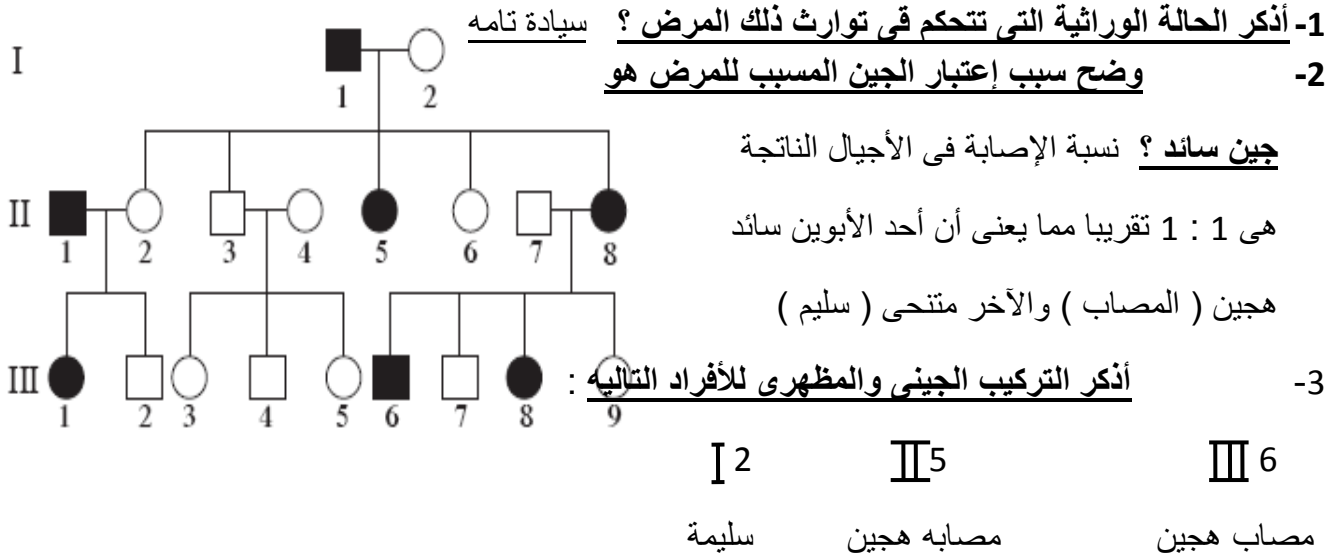 1- أذكر الحالة الوراثية التى تتحكم قى توارث ذلك المرض ؟ سيادة تامه
2- وضح سبب إعتبار الجين المسبب للمرض هو
جين سائد ؟ نسبة الإصابة فى الأجيال الناتجة
هى 1 : 1 تقريبا مما يعنى أن أحد الأبوين سائد
هجين ( المصاب ) والآخر متنحى ( سليم )
3- أذكر التركيب الجينى والمظهرى للأفراد التاليه :
III 6 II5 I 2
مصاب هجين مصابه هجين سليمة
I
1 2
II
1 2 3 4 5 6 7 8
III
1 2 3 4 5 6 7 8 9